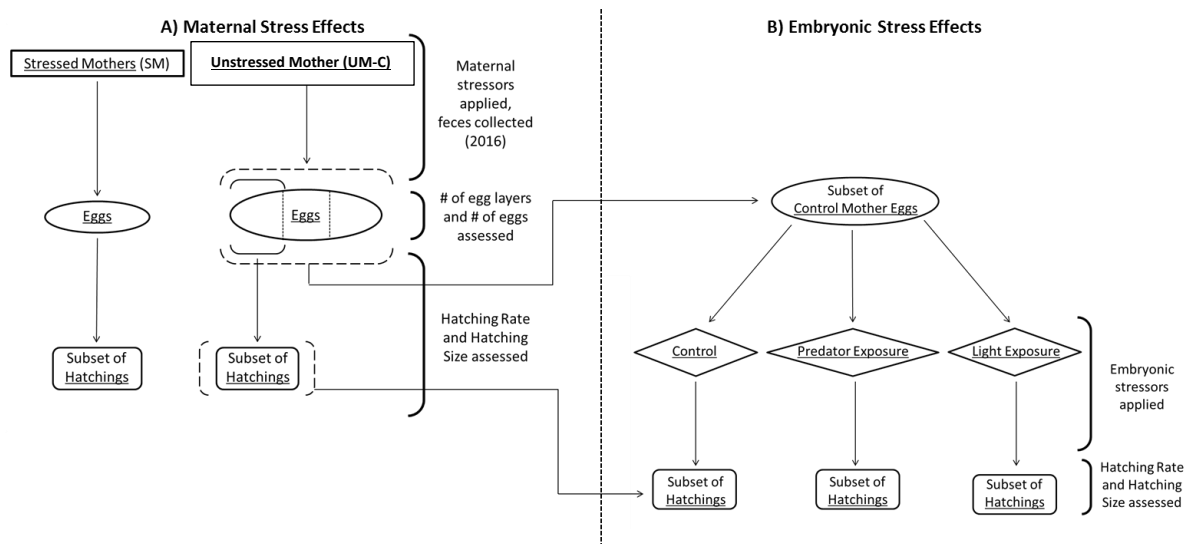 A) Maternal Stress Effects
Stressed Mothers (SM)
Unstressed Mother (UM-C)
Maternal
stressors
applied,
feces collected
(2016)
Eggs
Eggs
# of egg layers
and # of eggs
assessed
Hatching Rate
and Hatching
Size assessed
Subset of
Hatchings
Subset of
Hatchings
B) Embryonic Stress Effects
Subset of
Control Mother Eggs
Control
Predator Exposure
Light Exposure
Embryonic
stressors
applied
Subset of
Hatchings
Subset of
Hatchings
Subset of
Hatchings
Hatching Rate
and Hatching
Size assessed